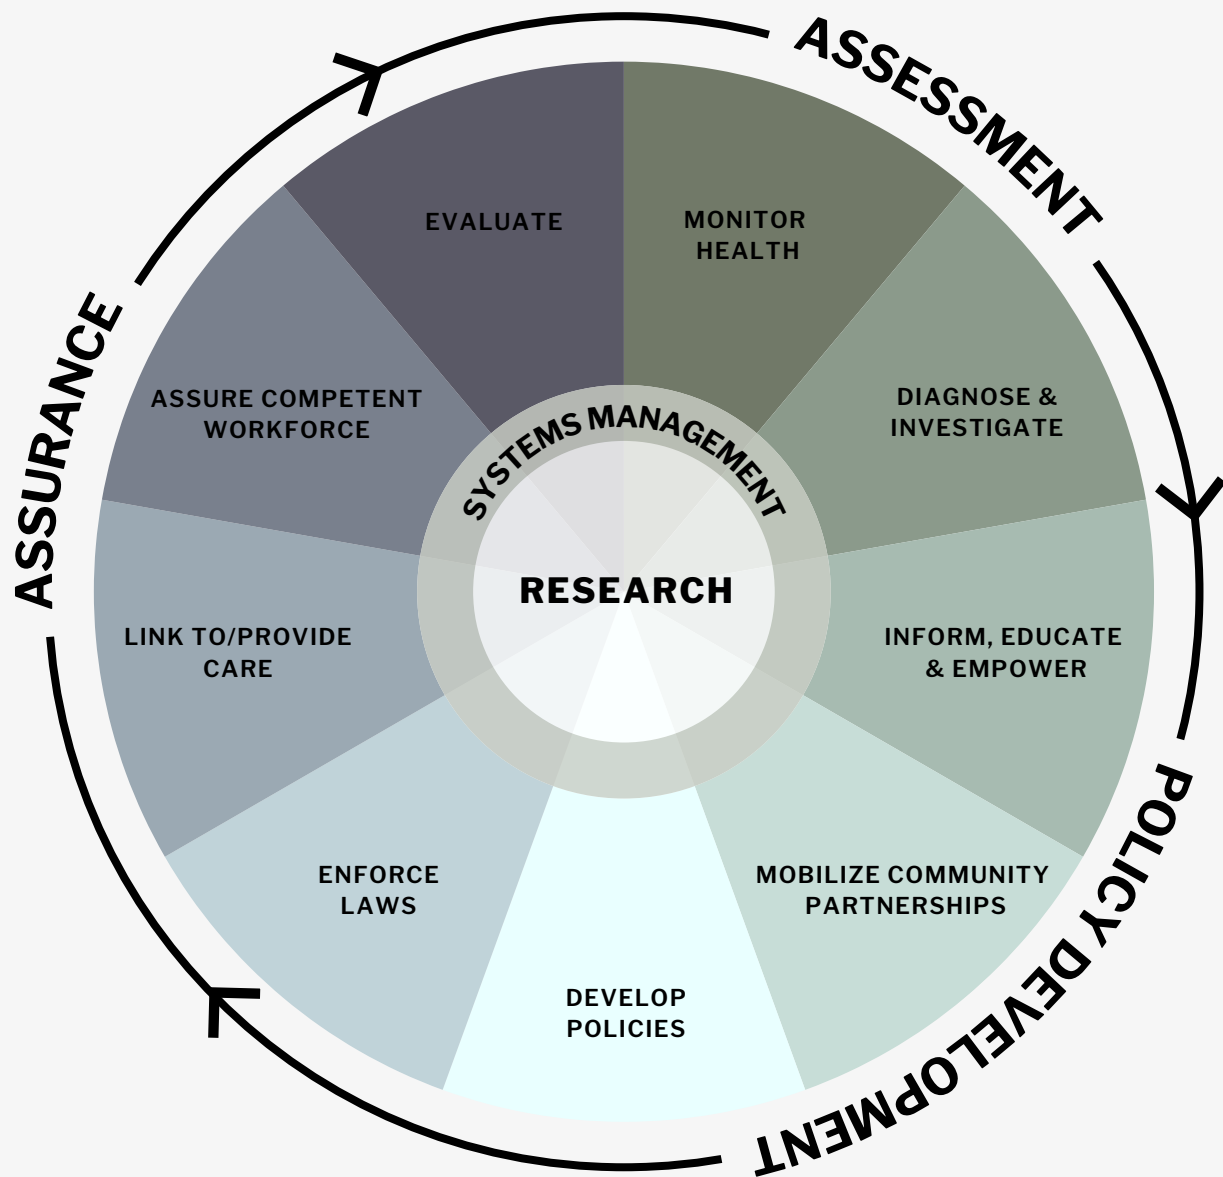 ASSESSMENT
EVALUATE
MONITOR
HEALTH
DIAGNOSE &
INVESTIGATE
ASSURE COMPETENT
WORKFORCE
ASSURANCE
SYSTEMS MANAGEMENT
RESEARCH
LINK TO/PROVIDE
CARE
INFORM, EDUCATE
& EMPOWER
ENFORCE
LAWS
MOBILIZE COMMUNITY
PARTNERSHIPS
POLICY DEVELOPMENT
DEVELOP
POLICIES